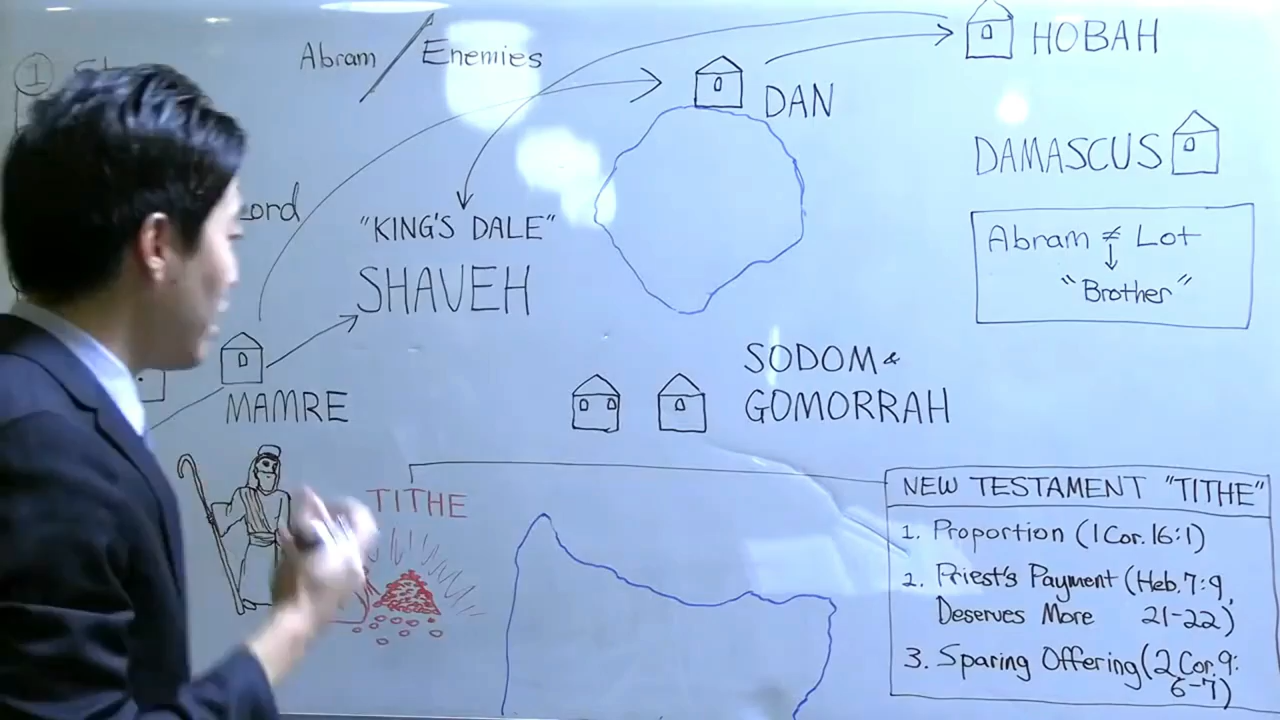 1
Abram / Enemies
HOBAH
DAN
DAMASCUS
Lord
"KING'S DALE"
SHAVEH
Abram ≠ Lot
"Brother"
MAMRE
SODOM &
GOMORRAH
TITHE
NEW TESTAMENT "TITHE"
1. Proportion (1 Cor. 16:1)
2. Priest's Payment (Heb. 7:9,
Deserves More 21-22)
3. Sparing Offering (2 Cor. 9:
6-7)